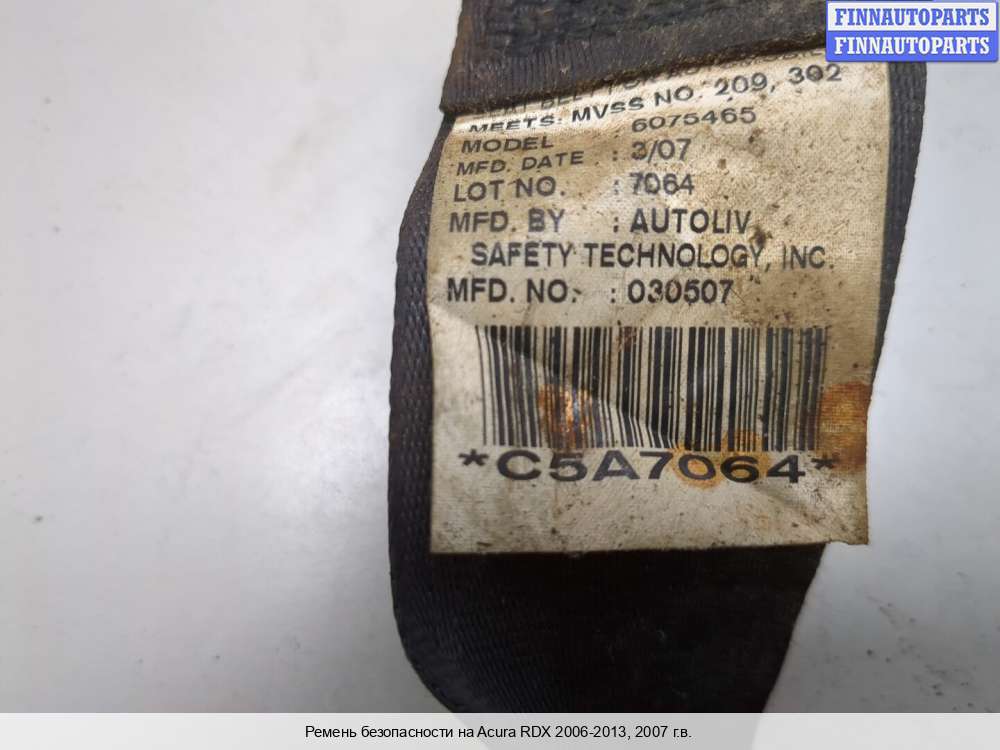 FINNAUTOPARTS
FINNAUTOPARTS
MEETS: MVSS NO. 209, 302
MODEL : 6075465
MFD. DATE : 3/07
LOT NO. : 7064
MFD. BY : AUTOLIV
SAFETY TECHNOLOGY, INC.
MFD. NO. : 030507
*C5A7064*
Ремень безопасности на Acura RDX 2006-2013, 2007 г.в.